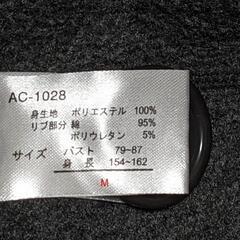 AC-1028
身生地 ポリエステル 100%
リブ部分 綿 95%
ポリウレタン 5%
サイズ バスト 79~87
身長 154~162
M